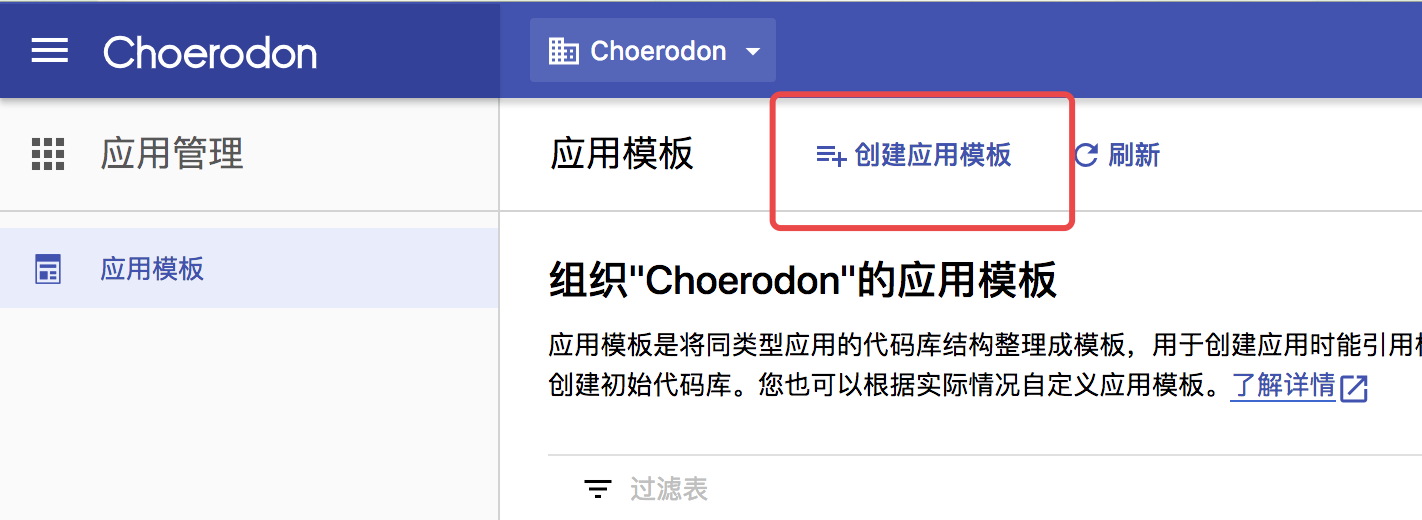 Choerodon
Choerodon
应用管理
应用模板
创建应用模板
刷新
应用模板
组织"Choerodon"的应用模板
应用模板是将同类型应用的代码库结构整理成模板，用于创建应用时能引用
创建初始代码库。您也可以根据实际情况自定义应用模板。了解详情
过滤表